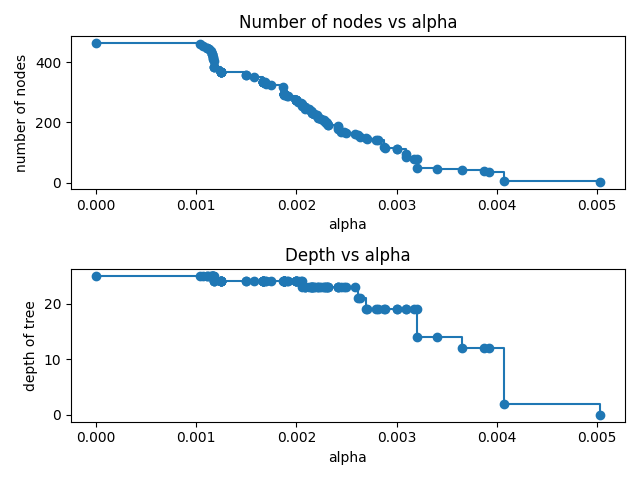 Number of nodes vs alpha
number of nodes
400
200
0
0.000 0.001 0.002 0.003 0.004 0.005
alpha
Depth vs alpha
depth of tree
20
10
0
0.000 0.001 0.002 0.003 0.004 0.005
alpha